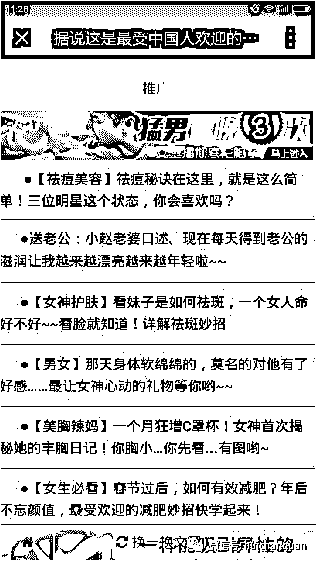 11:28
据说这是最受中国人欢迎的…
推广
猛男
3
马上进入
●【祛痘美容】祛痘秘诀在这里，就是这么简
单！三位明星这个状态，你会喜欢吗？
●送老公：小赵老婆口述、现在每天得到老公的
滋润让我越来越漂亮越来越年轻啦~~
●【女神护肤】看妹子是如何祛斑，一个女人命
好不好~~看脸就知道！详解祛斑妙招
●【男女】那天身体软绵绵的，莫名的对他有了
好感……最让女神心动的礼物等你哟~~
●【美胸辣妈】一个月狂增C罩杯！女神首次揭
秘她的丰胸日记！你胸小…你先看…有图哟~
●【女生必看】春节过后，如何有效减肥？年后
不忘颜值，最受欢迎的减肥妙招快学起来！
换一换